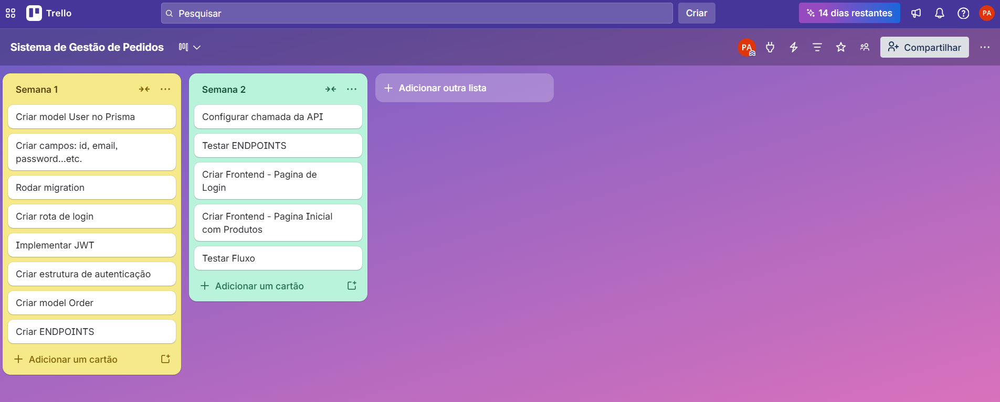 Trello
Pesquisar
Criar
14 dias restantes
PA
Sistema de Gestão de Pedidos
PA
Compartilhar
Semana 1
Criar model User no Prisma
Criar campos: id, email,
password...etc.
Rodar migration
Criar rota de login
Implementar JWT
Criar estrutura de autenticação
Criar model Order
Criar ENDPOINTS
Adicionar um cartão
Semana 2
Configurar chamada da API
Testar ENDPOINTS
Criar Frontend - Pagina de
Login
Criar Frontend - Pagina Inicial
com Produtos
Testar Fluxo
Adicionar um cartão
Adicionar outra lista